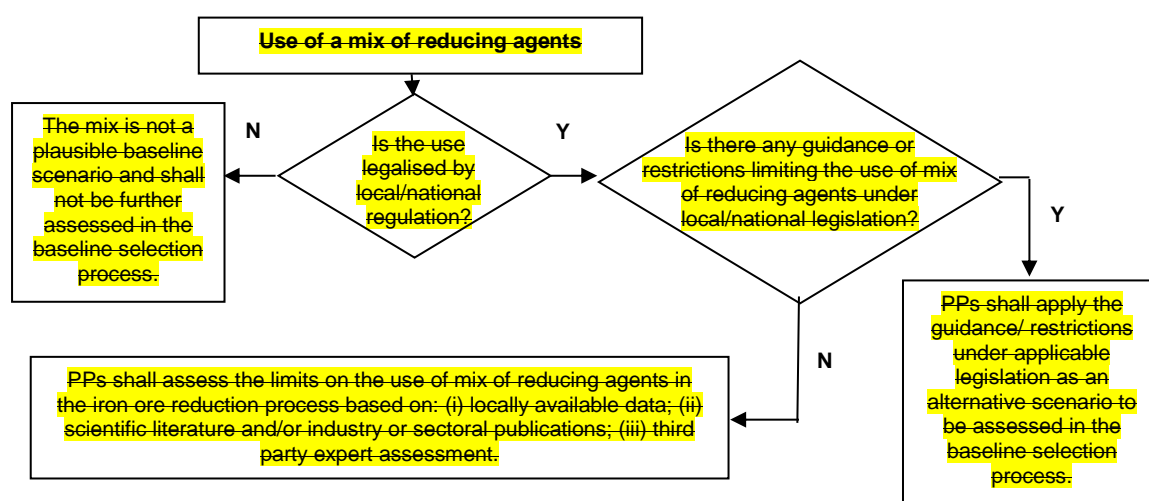 Use of a mix of reducing agents
The mix is not a
plausible baseline
scenario and shall
not be further
assessed in the
baseline selection
process.
N
Is the use
legalised by
local/national
regulation?
Y
Is there any guidance or
restrictions limiting the use of mix
of reducing agents under
local/national legislation?
Y
N
PPs shall apply the
guidance/ restrictions
under applicable
legislation as an
alternative scenario to
be assessed in the
baseline selection
process.
PPs shall assess the limits on the use of mix of reducing agents in
the iron ore reduction process based on: (i) locally available data; (ii)
scientific literature and/or industry or sectoral publications; (iii) third
party expert assessment.